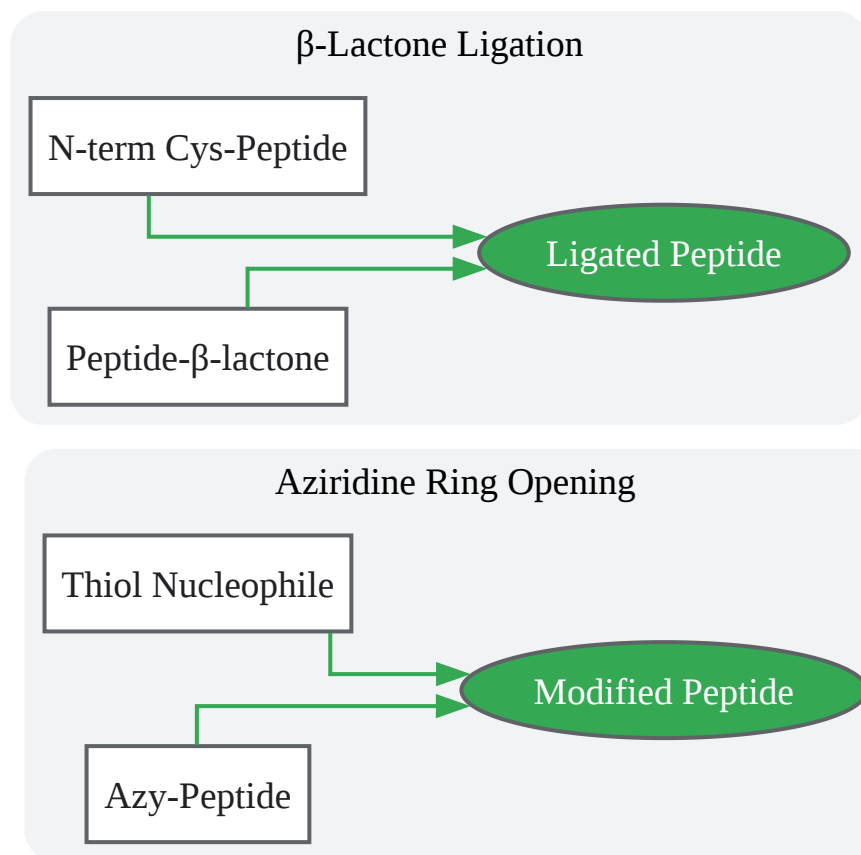 β-Lactone Ligation
N-term Cys-Peptide
Ligated Peptide
Peptide-β-lactone
Aziridine Ring Opening
Thiol Nucleophile
Modified Peptide
Azy-Peptide